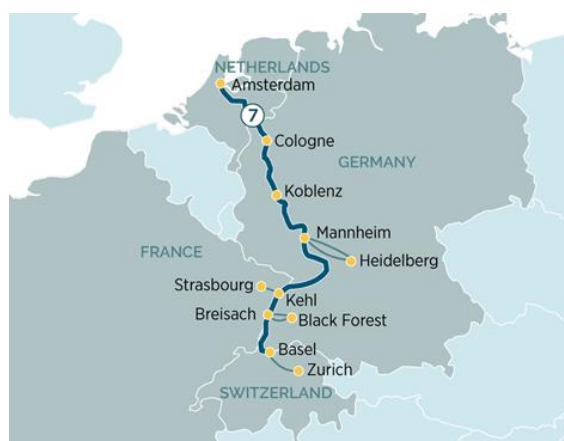 NETHERLANDS
Amsterdam
7
Cologne
GERMANY
Koblenz
Mannheim
FRANCE
Heidelberg
Strasbourg
Kehl
Breisach
Black Forest
Basel
Zurich
SWITZERLAND